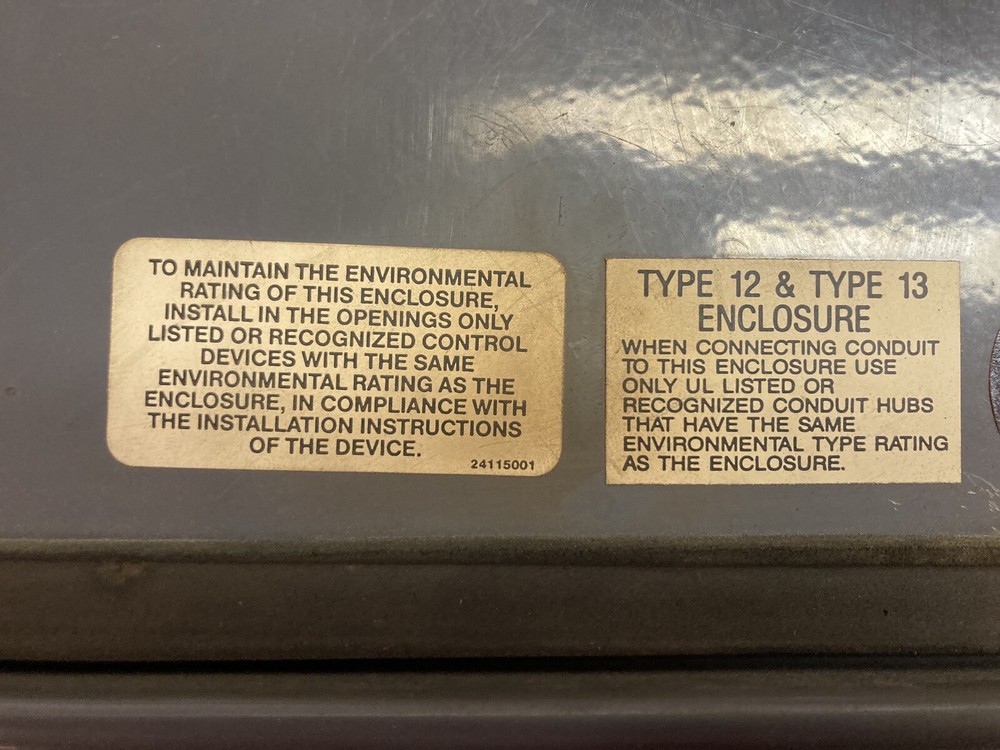 TO MAINTAIN THE ENVIRONMENTAL
RATING OF THIS ENCLOSURE,
INSTALL IN THE OPENINGS ONLY
LISTED OR RECOGNIZED CONTROL
DEVICES WITH THE SAME
ENVIRONMENTAL RATING AS THE
ENCLOSURE, IN COMPLIANCE WITH
THE INSTALLATION INSTRUCTIONS
OF THE DEVICE.
24115001
TYPE 12 & TYPE 13
ENCLOSURE
WHEN CONNECTING CONDUIT
TO THIS ENCLOSURE USE
ONLY UL LISTED OR
RECOGNIZED CONDUIT HUBS
THAT HAVE THE SAME
ENVIRONMENTAL TYPE RATING
AS THE ENCLOSURE.